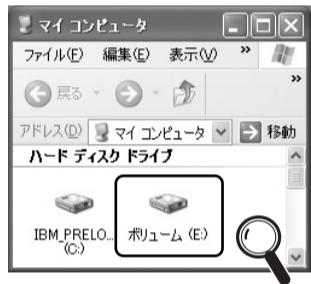 マイ コンピュータ
ファイル(F) 編集(E) 表示(V) »
戻る »
アドレス(D) マイ コンピュータ 移動
ハード ディスク ドライブ
IBM_PRELO... (C:)
ボリューム (E:)